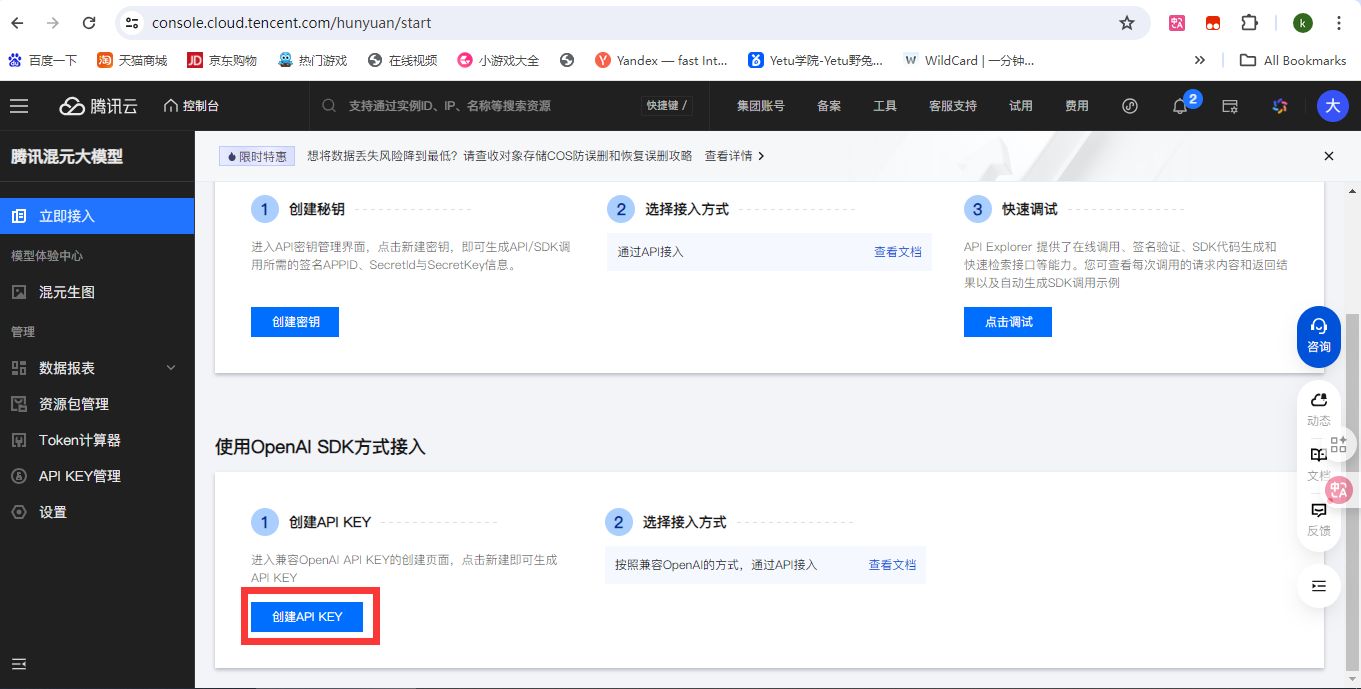 console.cloud.tencent.com/hunyuan/start
k
百度一下
淘 天猫商城
JD 京东购物
热门游戏
在线视频
小游戏大全
Yandex — fast Int...
Yetu学院-Yetu野兔...
W WildCard | 一分钟...
All Bookmarks
腾讯云
控制台
支持通过实例ID、IP、名称等搜索资源
快捷键 /
集团账号
备案
工具
客服支持
试用
费用
2
大
腾讯混元大模型
立即接入
模型体验中心
混元生图
管理
数据报表
资源包管理
Token计算器
API KEY管理
设置
限时特惠
想将数据丢失风险降到最低？请查收对象存储COS防误删和恢复误删攻略 查看详情
1 创建秘钥
进入API密钥管理界面，点击新建密钥，即可生成API/SDK调
用所需的签名APPID、SecretId与SecretKey信息。
创建密钥
2 选择接入方式
通过API接入 查看文档
3 快速调试
API Explorer 提供了在线调用、签名验证、SDK代码生成和
快速检索接口等能力。您可查看每次调用的请求内容和返回结
果以及自动生成SDK调用示例
点击调试
使用OpenAI SDK方式接入
1 创建API KEY
进入兼容OpenAI API KEY的创建页面，点击新建即可生成
API KEY
创建API KEY
2 选择接入方式
按照兼容OpenAI的方式，通过API接入 查看文档
咨询
动态
文档
中A
反馈